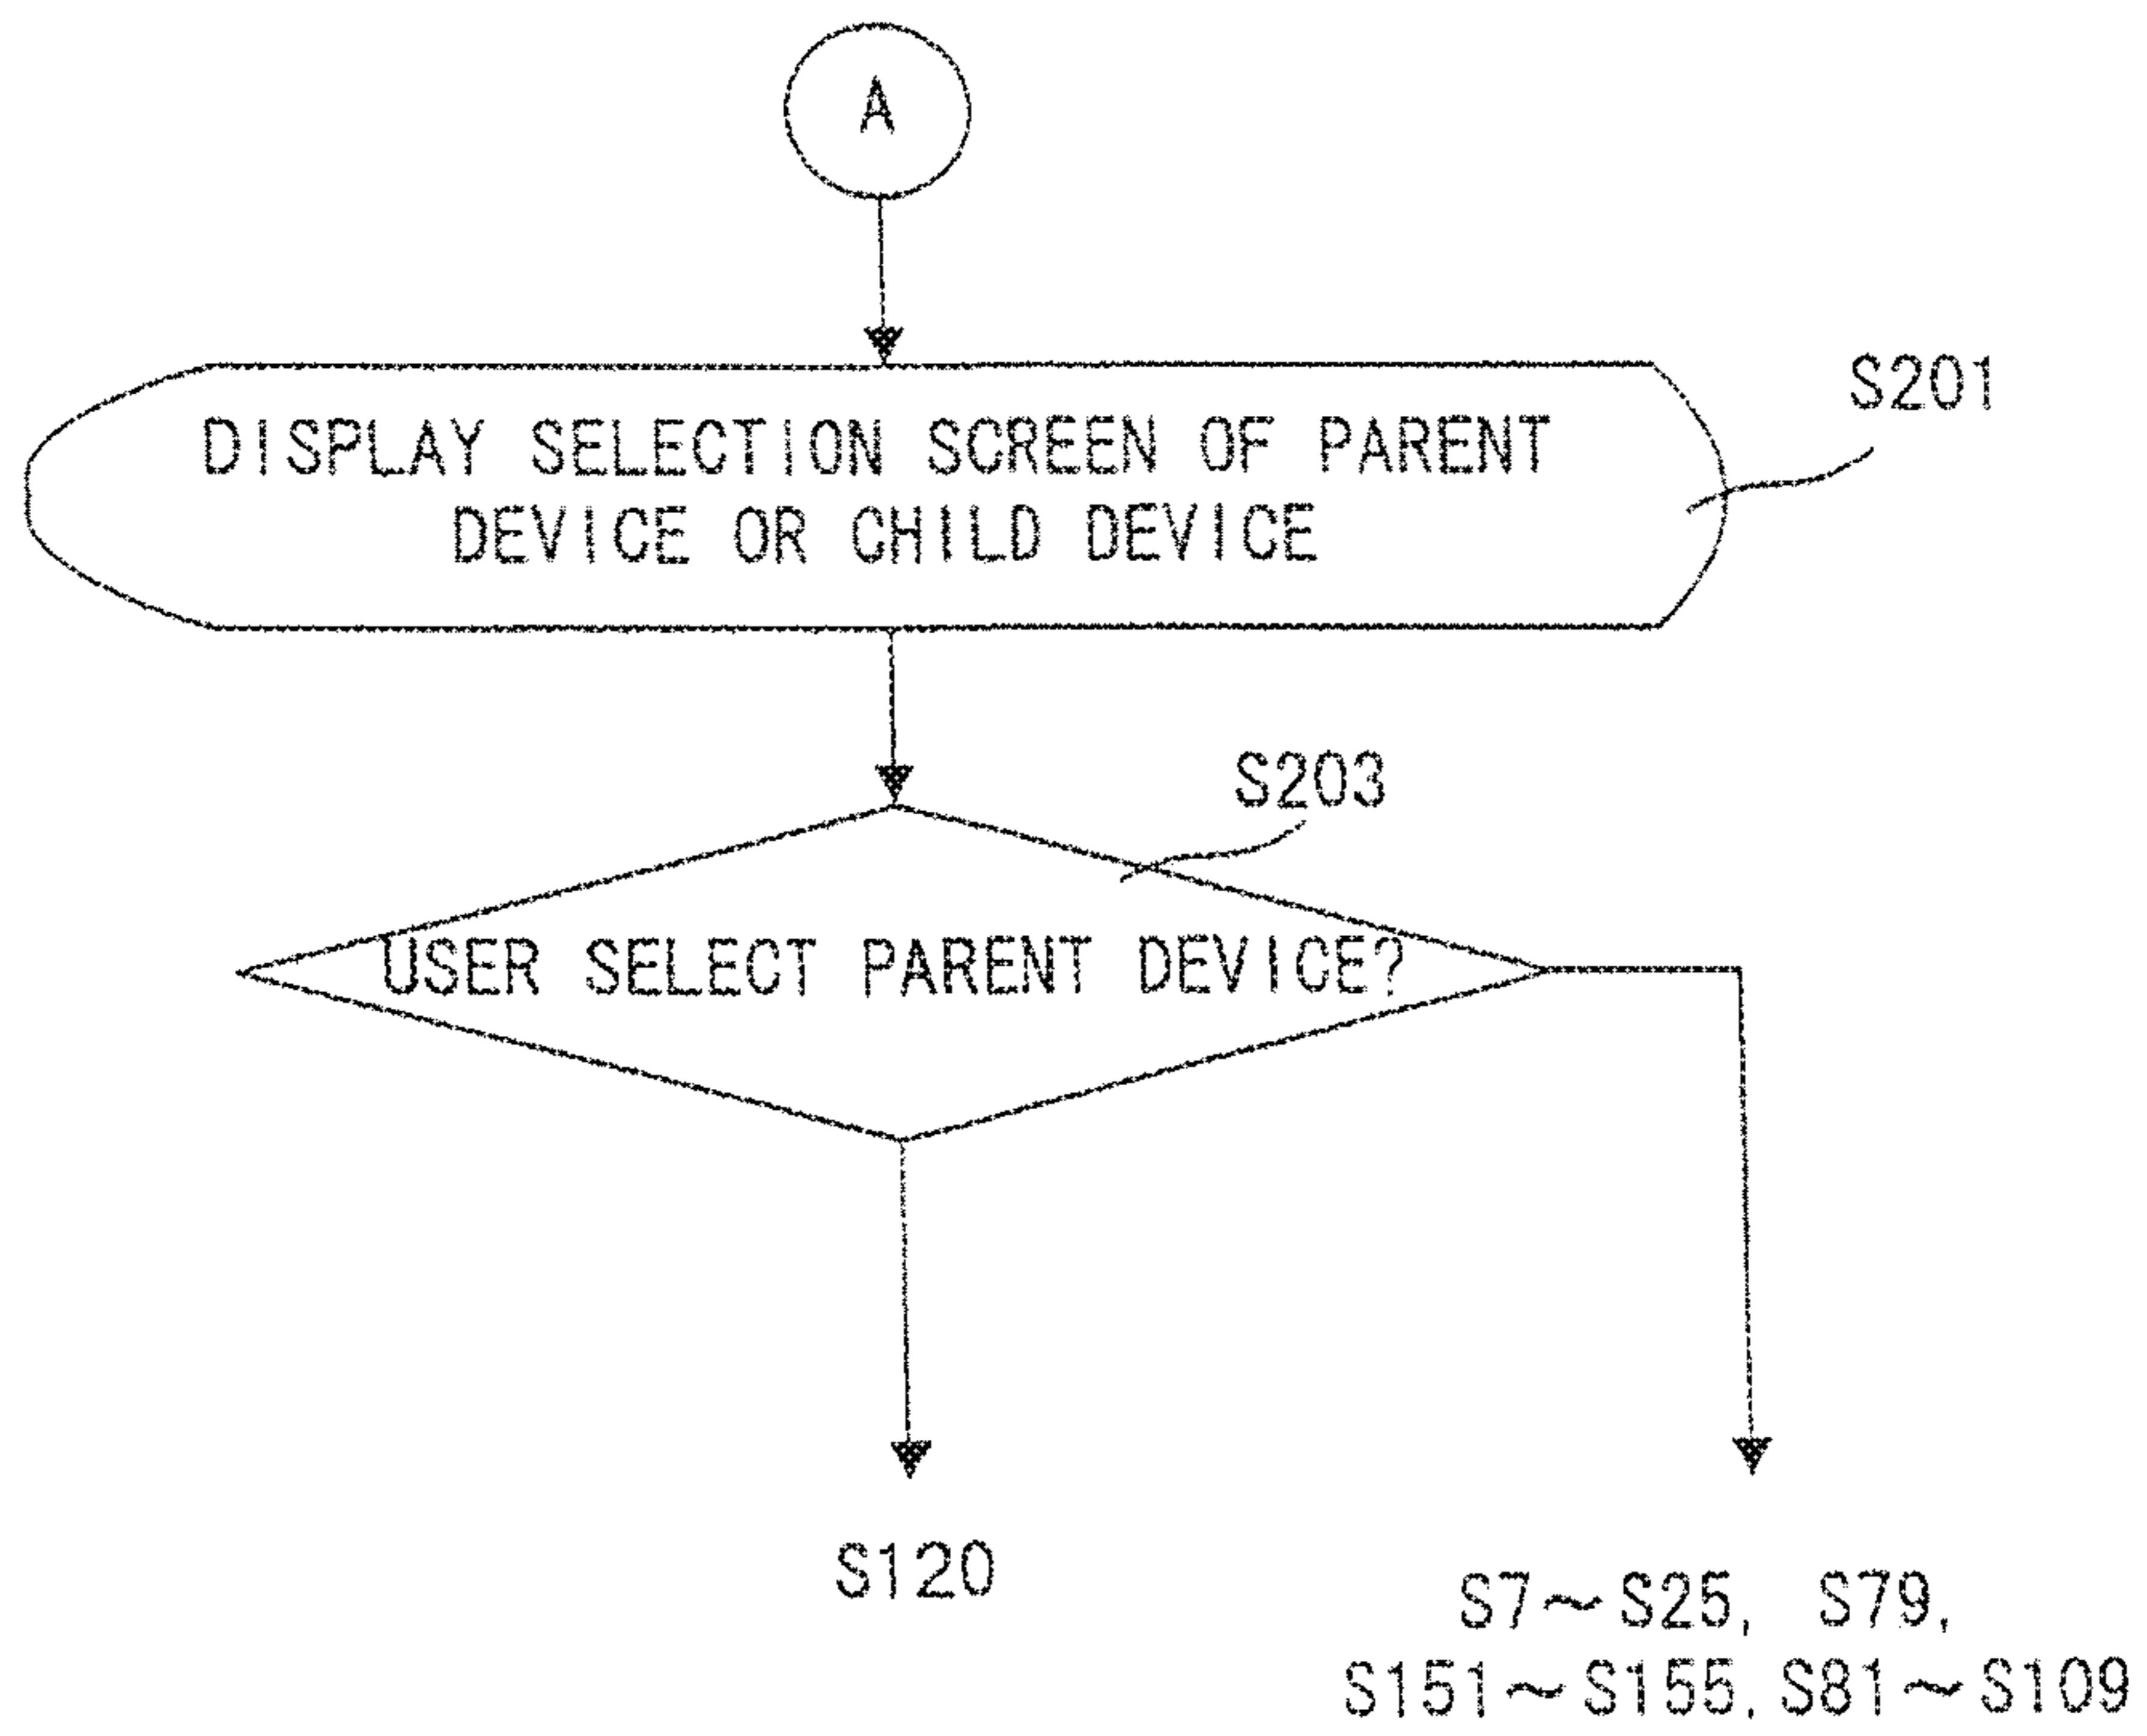 A
S201
DISPLAY SELECTION SCREEN OF PARENT
DEVICE OR CHILD DEVICE
S203
USER SELECT PARENT DEVICE?
S120
S7~S25, S79,
S151~S155, S81~S109